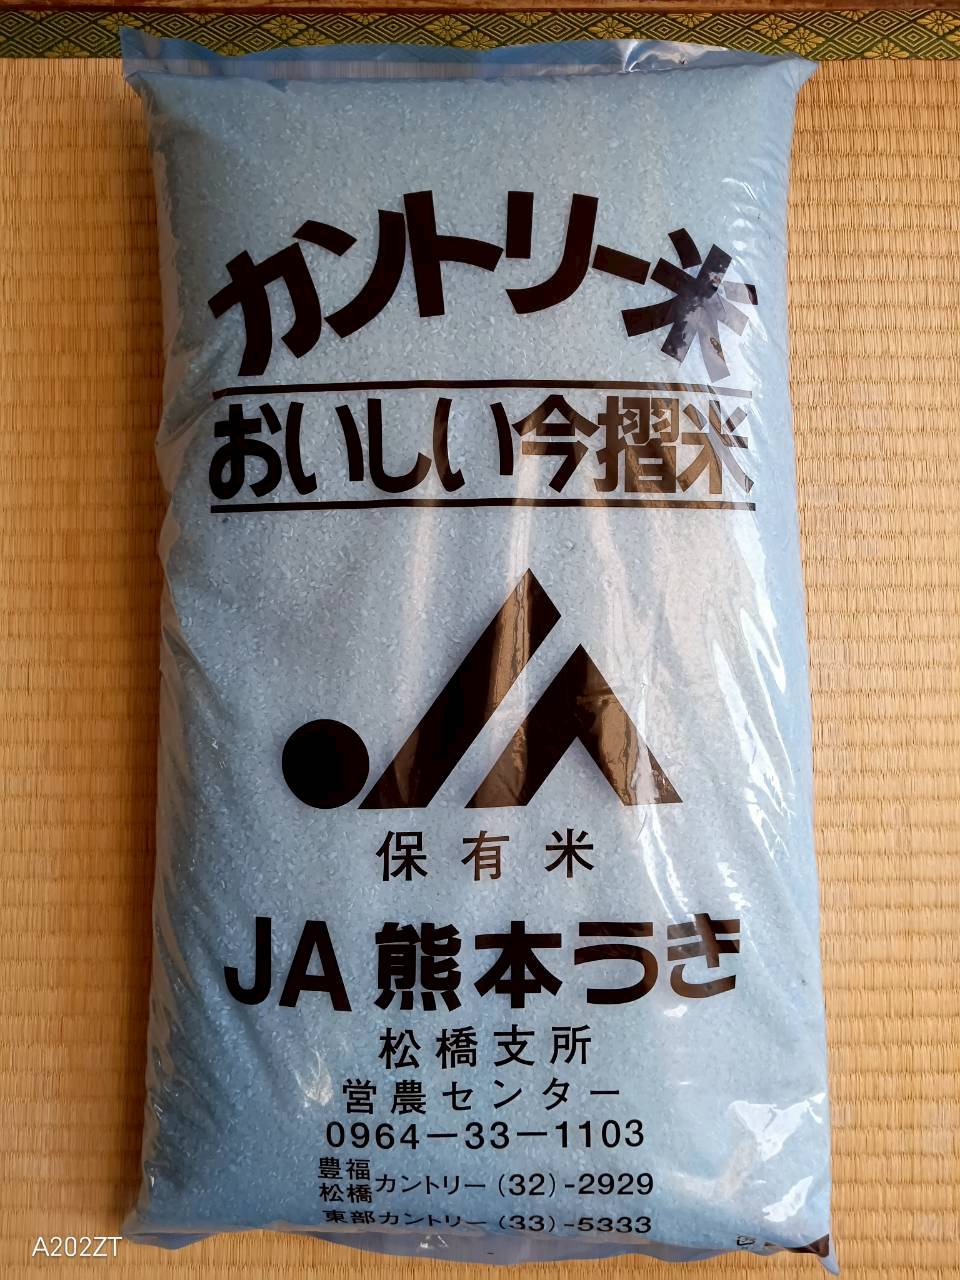 カントリー米
おいしい今摺米
JA
保有米
JA熊本うき
松橋支所
営農センター
0964-33-1103
豊福
松橋カントリー(32)-2929
東部カントリー(33)-5333
A202ZT